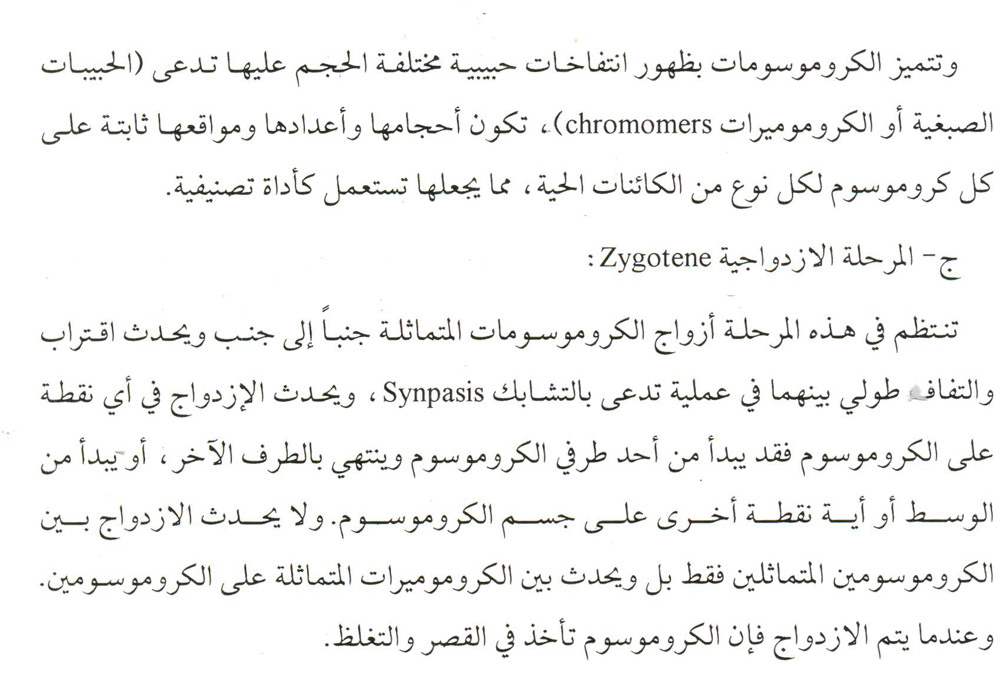 وتتميز الكروموسومات بظهور انتفاخات حبيبية مختلفة الحجم عليها تدعى (الحبيبات
الصبغية أو الكروموميرات chromomers)، تكون أحجامها وأعدادها ومواقعها ثابتة على
كل كروموسوم لكل نوع من الكائنات الحية، مما يجعلها تستعمل كأداة تصنيفية.
ج- المرحلة الازدواجية Zygotene:
تنتظم في هذه المرحلة أزواج الكروموسومات المتماثلة جنباً إلى جنب ويحدث اقتراب
والتفاف طولي بينهما في عملية تدعى بالتشابك Synpasis، ويحدث الإزدواج في أي نقطة
على الكروموسوم فقد يبدأ من أحد طرفي الكروموسوم وينتهي بالطرف الآخر، أو يبدأ من
الوسط أو أية نقطة أخرى على جسم الكروموسوم. ولا يحدث الازدواج بين
الكروموسومين المتماثلين فقط بل ويحدث بين الكروموميرات المتماثلة على الكروموسومين.
وعندما يتم الازدواج فإن الكروموسوم تأخذ في القصر والتغلظ.